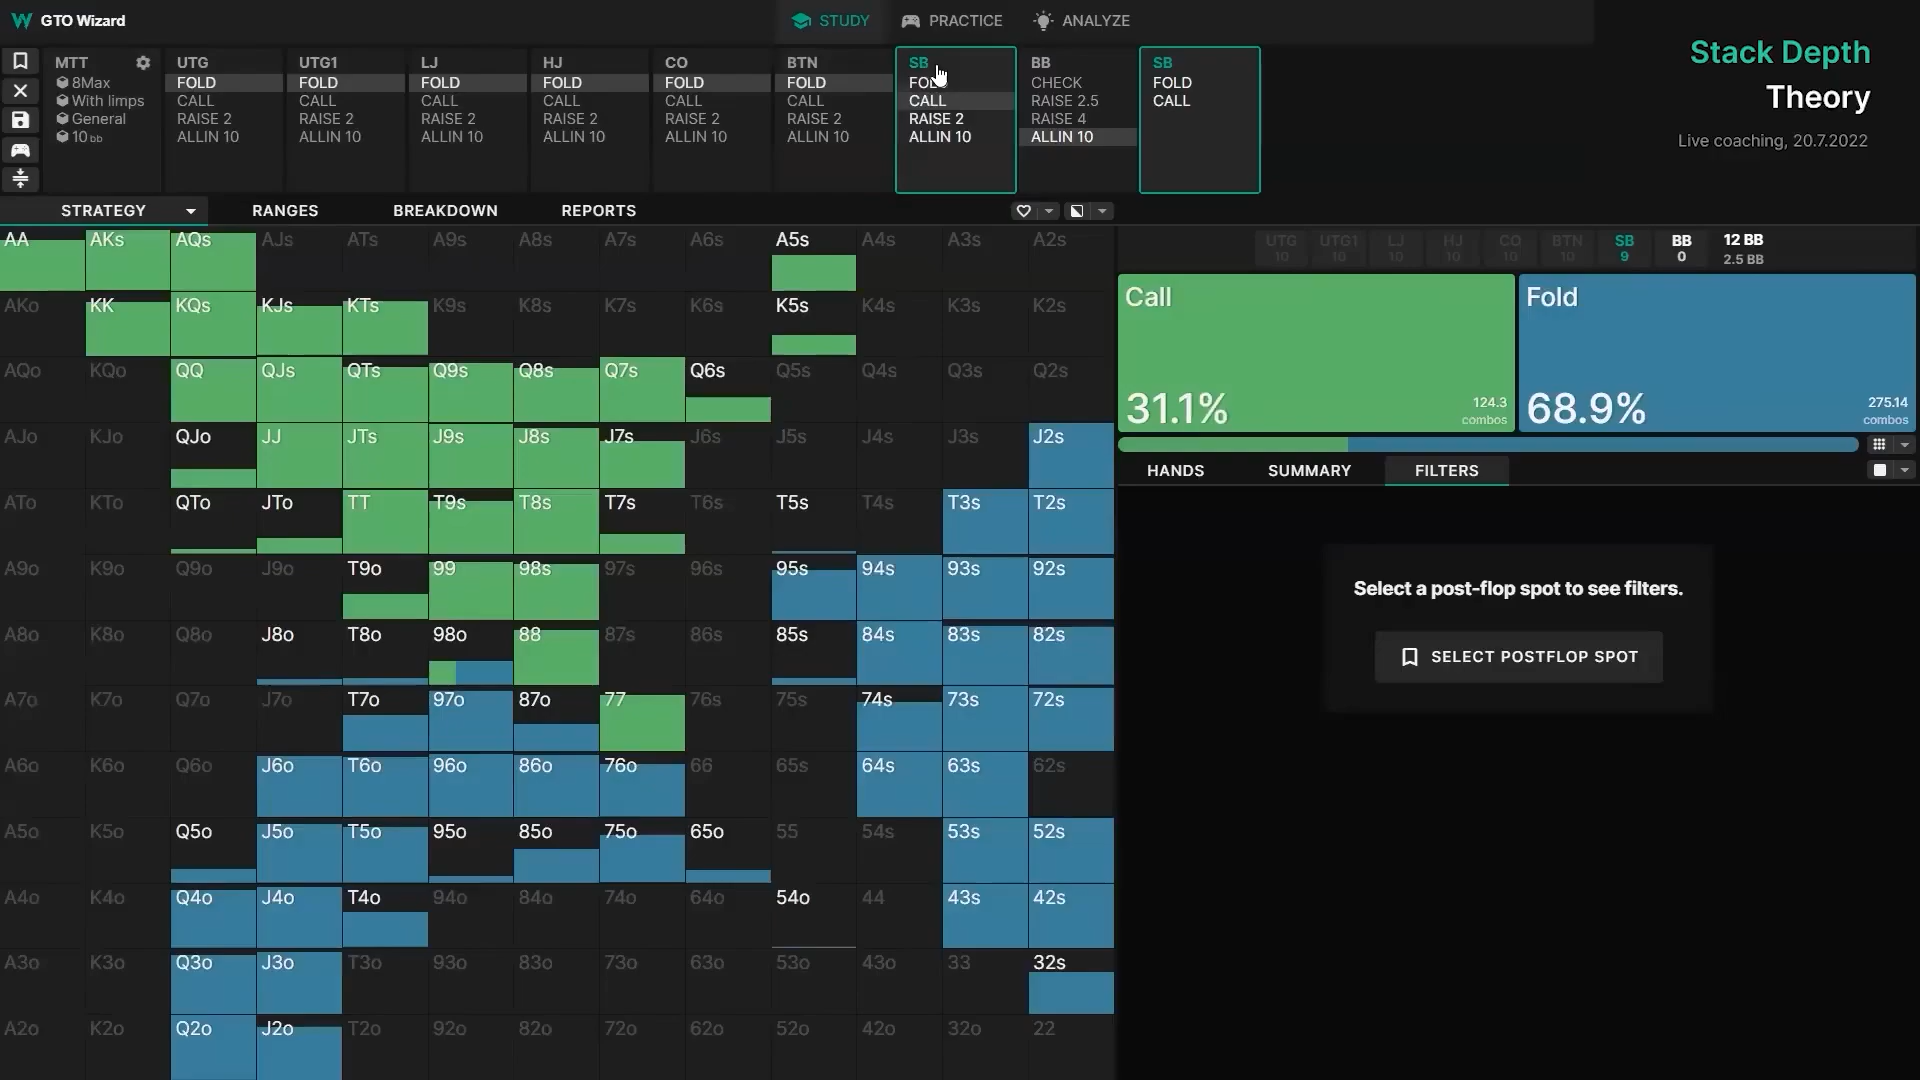 GTO Wizard
STUDY
PRACTICE
ANALYZE
Stack Depth
Theory
Live coaching, 20.7.2022
MTT
8Max
With limps
General
10 bb
UTG
FOLD
CALL
RAISE 2
ALLIN 10
UTG1
FOLD
CALL
RAISE 2
ALLIN 10
LJ
FOLD
CALL
RAISE 2
ALLIN 10
HJ
FOLD
CALL
RAISE 2
ALLIN 10
CO
FOLD
CALL
RAISE 2
ALLIN 10
BTN
FOLD
CALL
RAISE 2
ALLIN 10
SB
FOLD
CALL
RAISE 2
ALLIN 10
BB
CHECK
RAISE 2.5
RAISE 4
ALLIN 10
SB
FOLD
CALL
STRATEGY RANGES BREAKDOWN REPORTS
AA AKs AQs AJs ATs A9s A8s A7s A6s A5s A4s A3s A2s
AKo KK KQs KJs KTs K9s K8s K7s K6s K5s K4s K3s K2s
AQo KQo QQ QJs QTs Q9s Q8s Q7s Q6s Q5s Q4s Q3s Q2s
AJo KJo QJo JJ JTs J9s J8s J7s J6s J5s J4s J3s J2s
ATo KTo QTo JTo TT T9s T8s T7s T6s T5s T4s T3s T2s
A9o K9o Q9o J9o T9o 99 98s 97s 96s 95s 94s 93s 92s
A8o K8o Q8o J8o T8o 98o 88 87s 86s 85s 84s 83s 82s
A7o K7o Q7o J7o T7o 97o 87o 77 76s 75s 74s 73s 72s
A6o K6o Q6o J6o T6o 96o 86o 76o 66 65s 64s 63s 62s
A5o K5o Q5o J5o T5o 95o 85o 75o 65o 55 54s 53s 52s
A4o K4o Q4o J4o T4o 94o 84o 74o 64o 54o 44 43s 42s
A3o K3o Q3o J3o T3o 93o 83o 73o 63o 53o 43o 33 32s
A2o K2o Q2o J2o T2o 92o 82o 72o 62o 52o 42o 32o 22
UTG UTG1 LJ HJ CO BTN SB BB 12 BB
10 10 10 10 10 10 9 0 2.5 BB
Call
31.1%
124.3
combos
Fold
68.9%
275.14
combos
HANDS SUMMARY FILTERS
Select a post-flop spot to see filters.
SELECT POSTFLOP SPOT